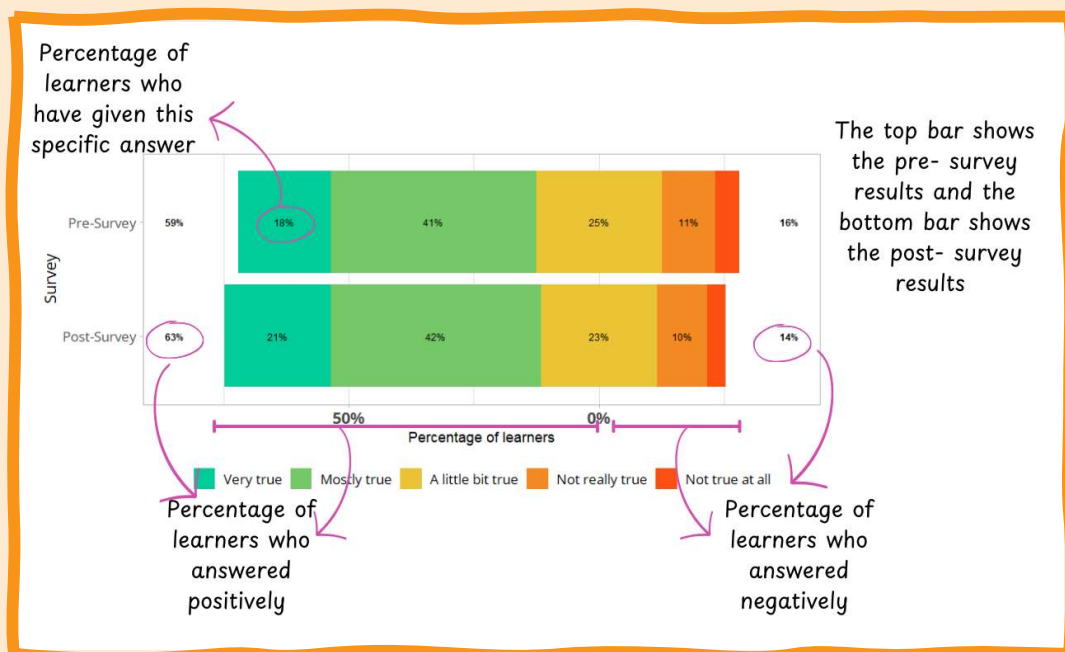 Percentage of
learners who
have given this
specific answer
The top bar shows
the pre- survey
results and the
bottom bar shows
the post- survey
results
Survey
Pre-Survey
59%
18%
41%
25%
11%
16%
Post-Survey
63%
21%
42%
23%
10%
14%
50%
0%
Percentage of learners
Very true
Mostly true
A little bit true
Not really true
Not true at all
Percentage of
learners who
answered
positively
Percentage of
learners who
answered
negatively